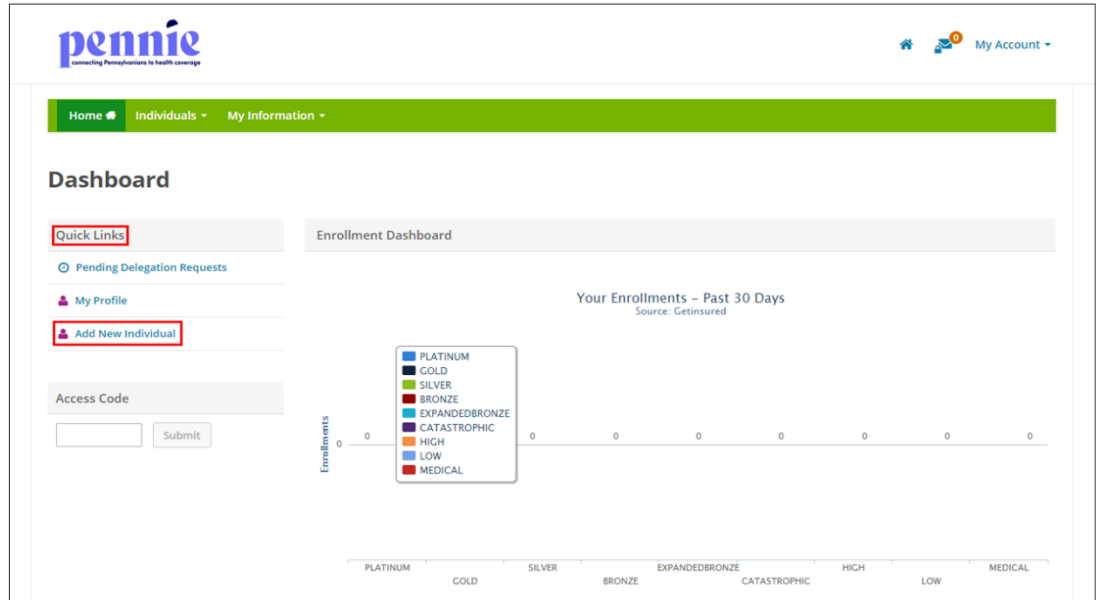 pennie
connecting Pennsylvanians to health coverage
0
My Account
Home
Individuals
My Information
Dashboard
Quick Links
Pending Delegation Requests
My Profile
Add New Individual
Access Code
Submit
Enrollment Dashboard
Your Enrollments – Past 30 Days
Source: Getinsured
PLATINUM
GOLD
SILVER
BRONZE
EXPANDEDBRONZE
CATASTROPHIC
HIGH
LOW
MEDICAL
Enrollments
0
0 0 0 0 0 0 0 0
PLATINUM SILVER EXPANDEDBRONZE HIGH MEDICAL
GOLD BRONZE CATASTROPHIC LOW